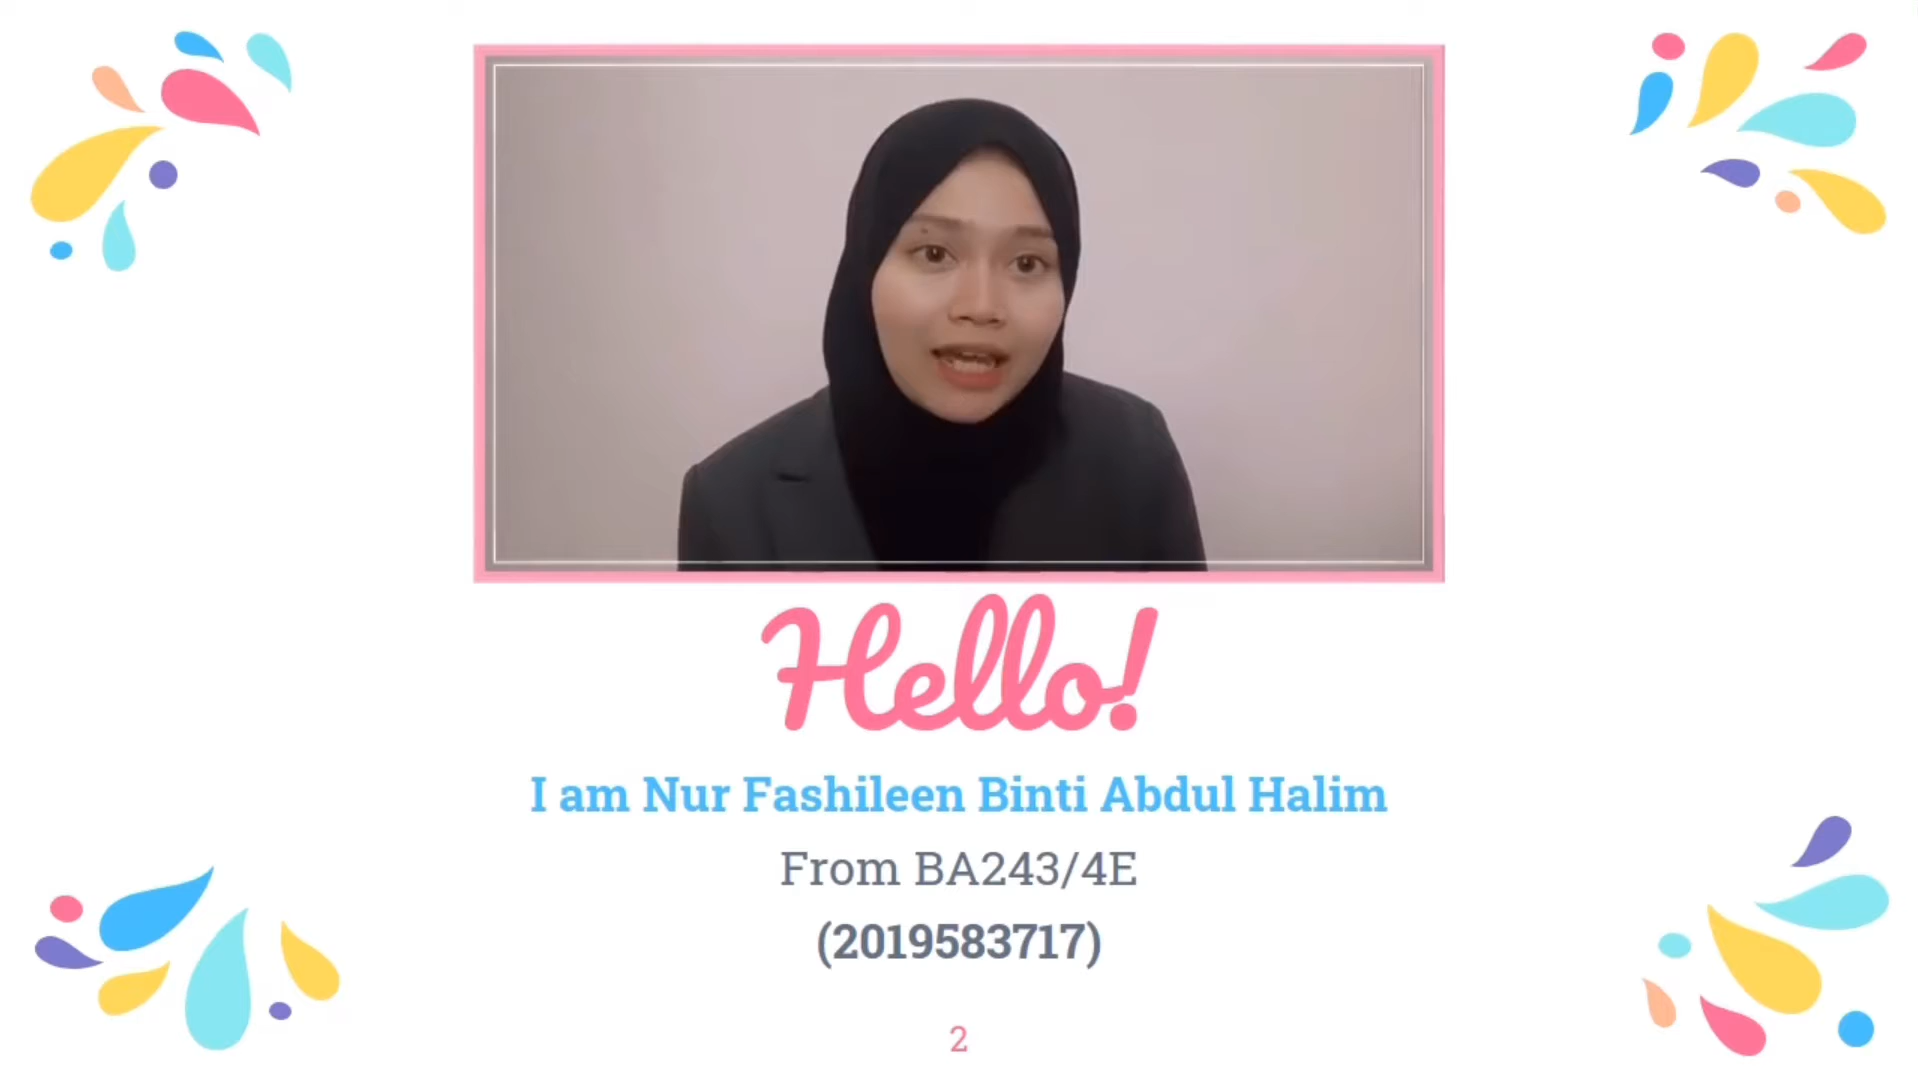 Hello!
I am Nur Fashileen Binti Abdul Halim
From BA243/4E
(2019583717)
2